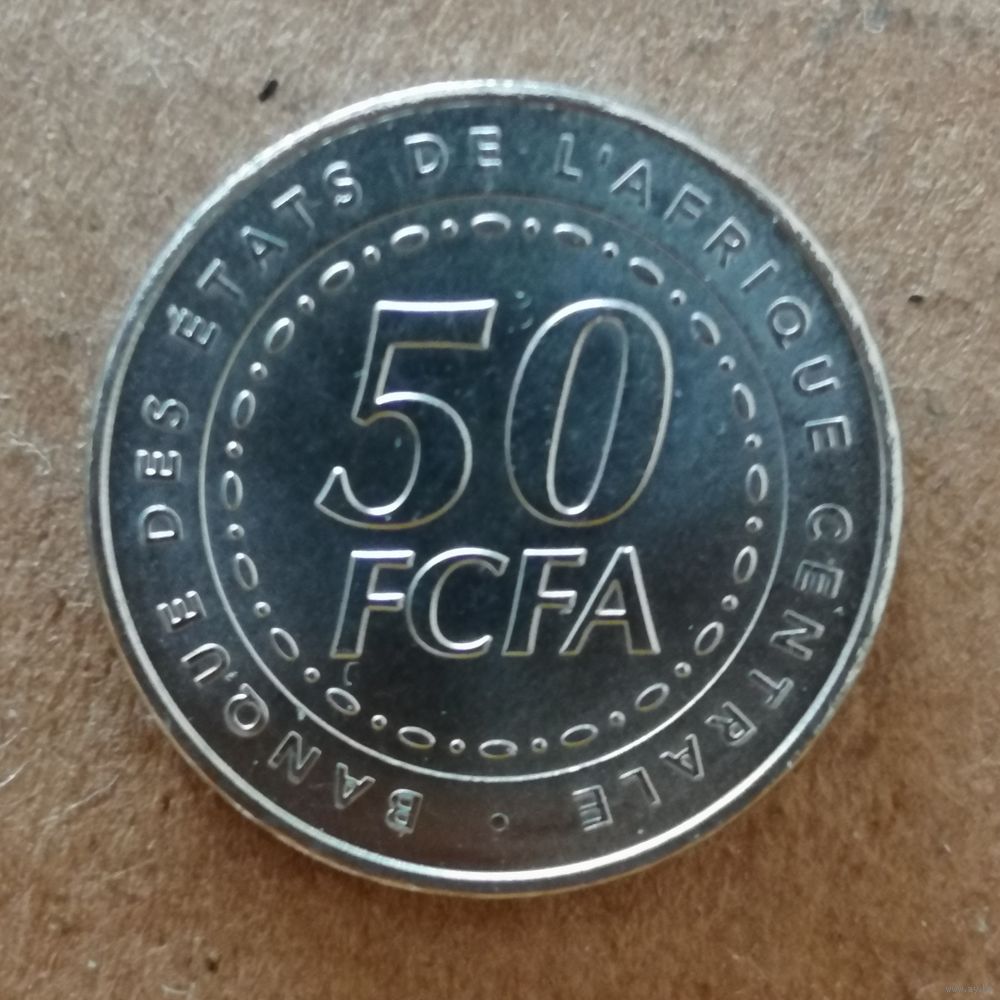 BANQUE DES ÉTATS DE L'AFRIQUE CENTRALE •
50
FCFA